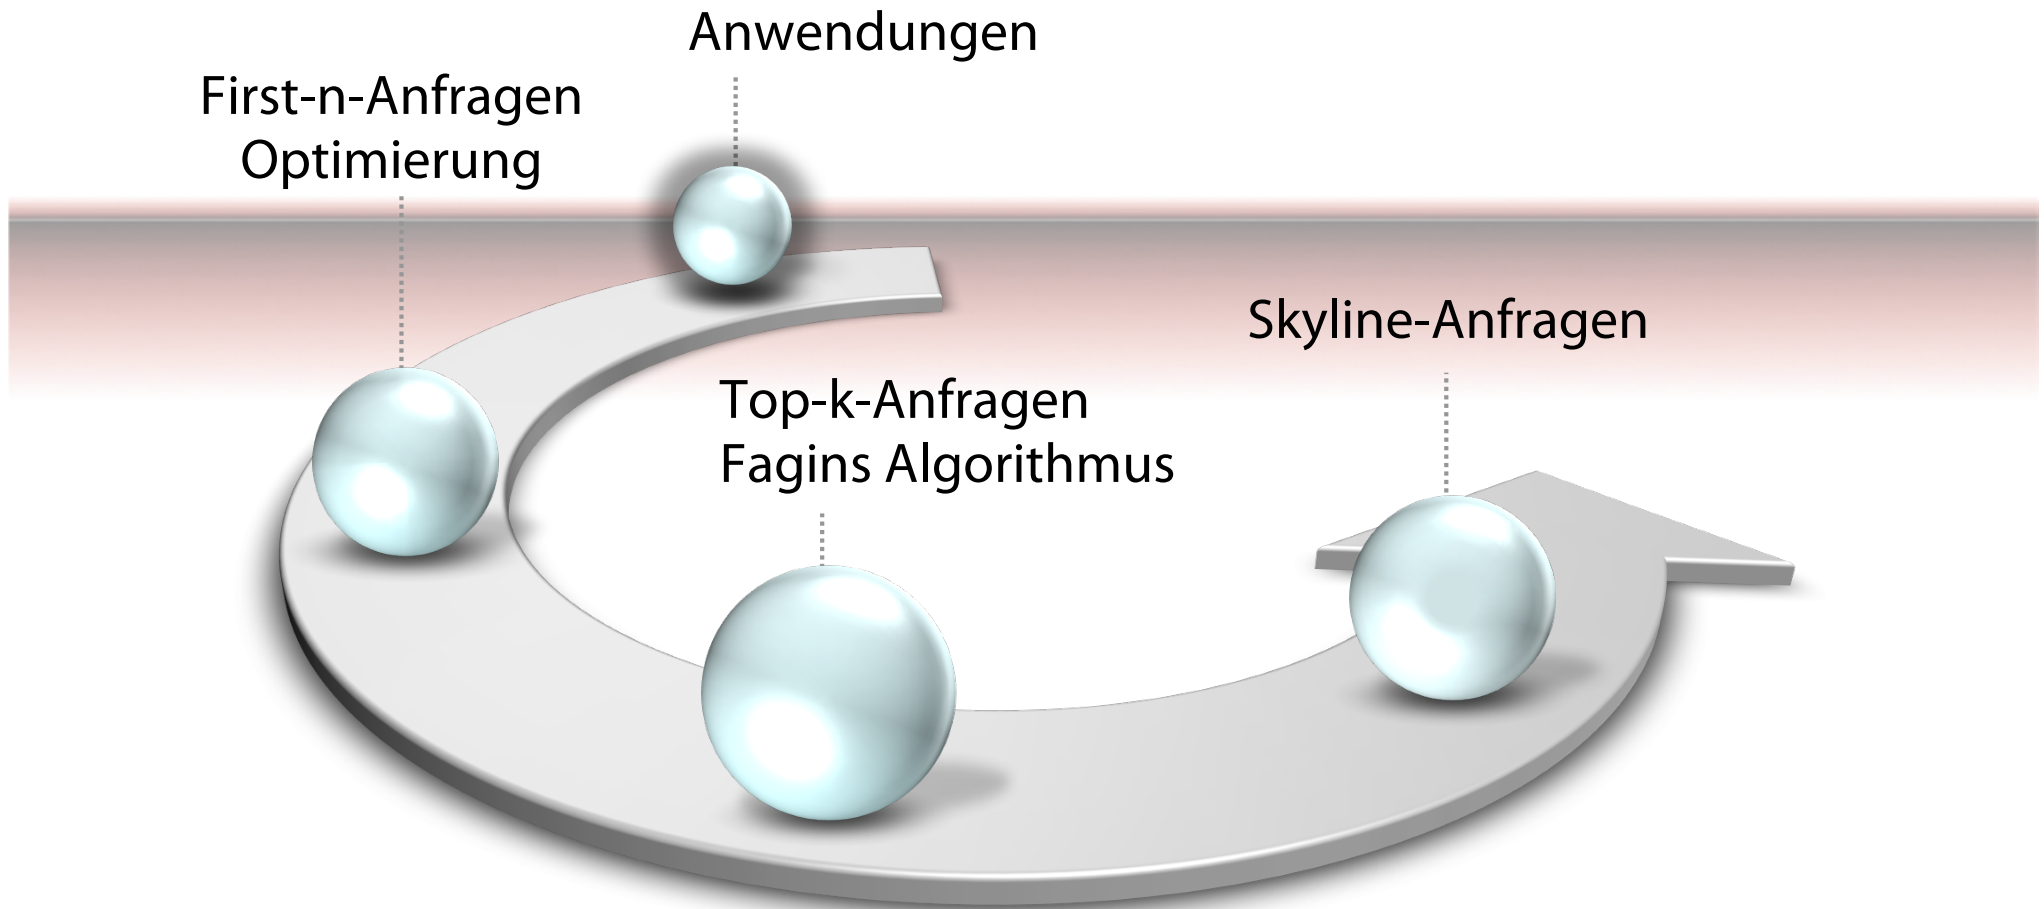 Anwendungen
First-n-Anfragen
Optimierung
Skyline-Anfragen
Top-k-Anfragen
Fagins Algorithmus